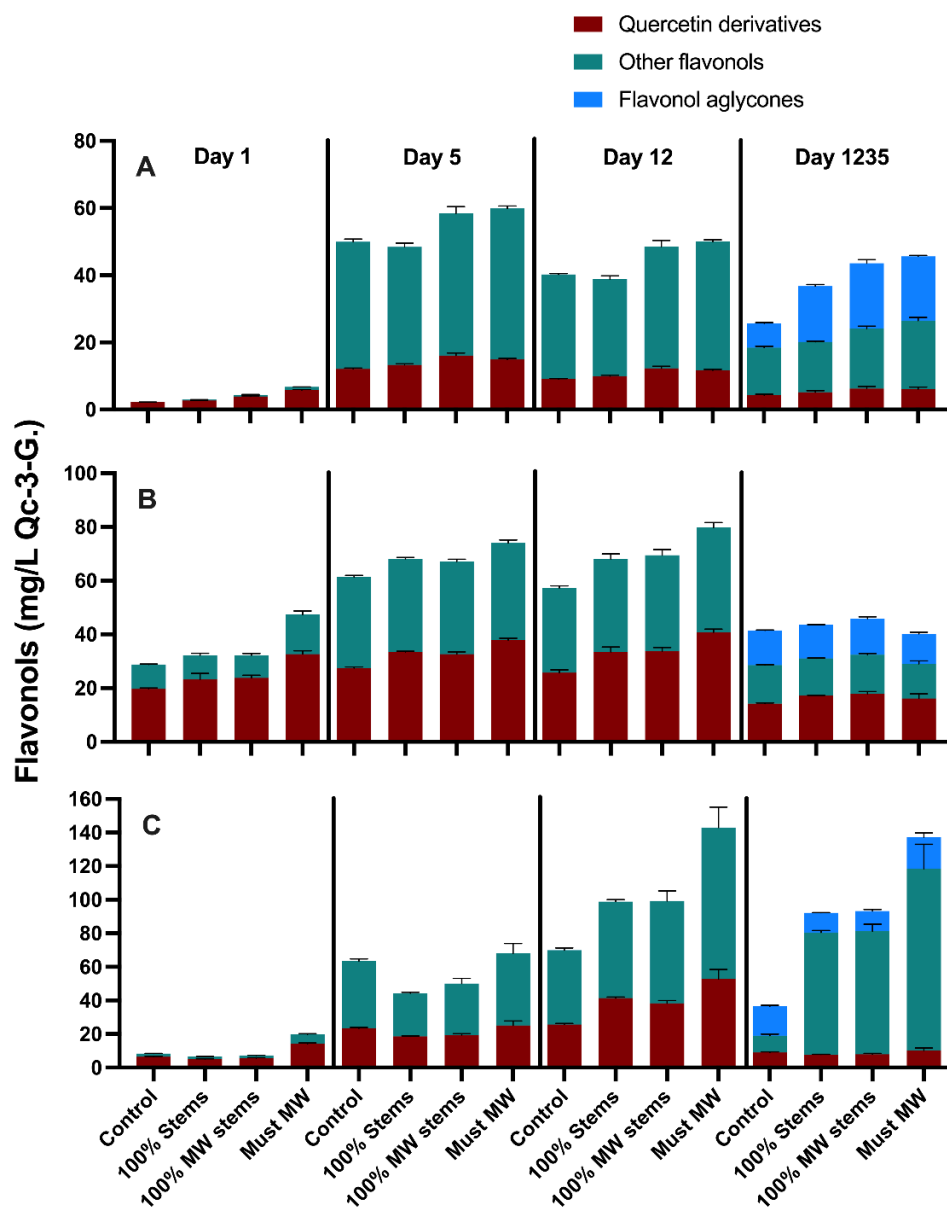 Quercetin derivatives
Other flavonols
Flavonol aglycones
Flavonols (mg/L Qc-3-G.)
A
Day 1
Day 5
Day 12
Day 1235
80
60
40
20
0
B
100
80
60
40
20
0
C
160
140
120
100
80
60
40
20
0
Control
100% Stems
100% MW stems
Must MW
Control
100% Stems
100% MW stems
Must MW
Control
100% Stems
100% MW stems
Must MW
Control
100% Stems
100% MW stems
Must MW